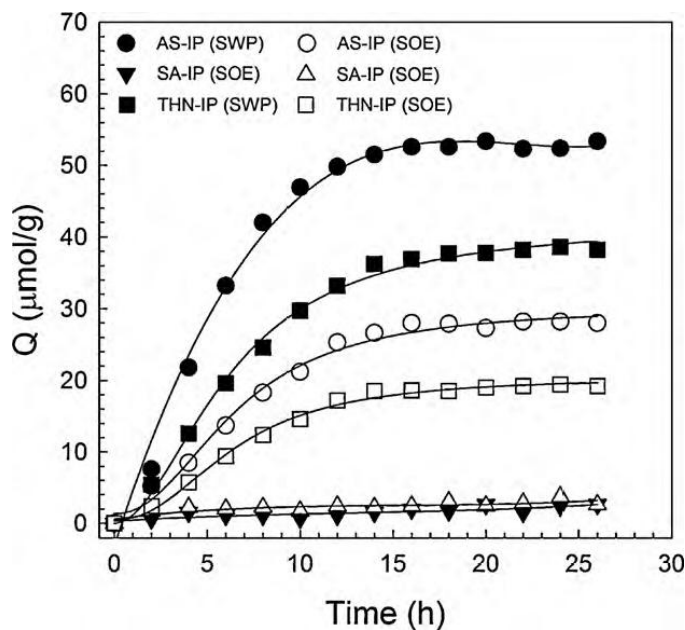 70
60
50
40
30
20
10
0
Q (μmol/g)
AS-IP (SWP) AS-IP (SOE)
SA-IP (SOE) SA-IP (SOE)
THN-IP (SWP) THN-IP (SOE)
0 5 10 15 20 25 30
Time (h)